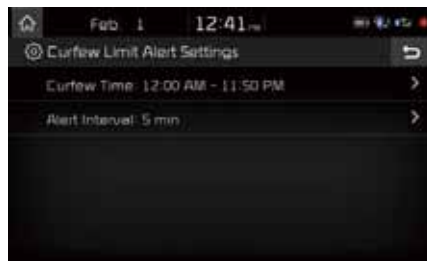 Feb. 1 12:41 PM
Curfew Limit Alert Settings
Curfew Time: 12:00 AM - 11:50 PM
Alert Interval: 5 min